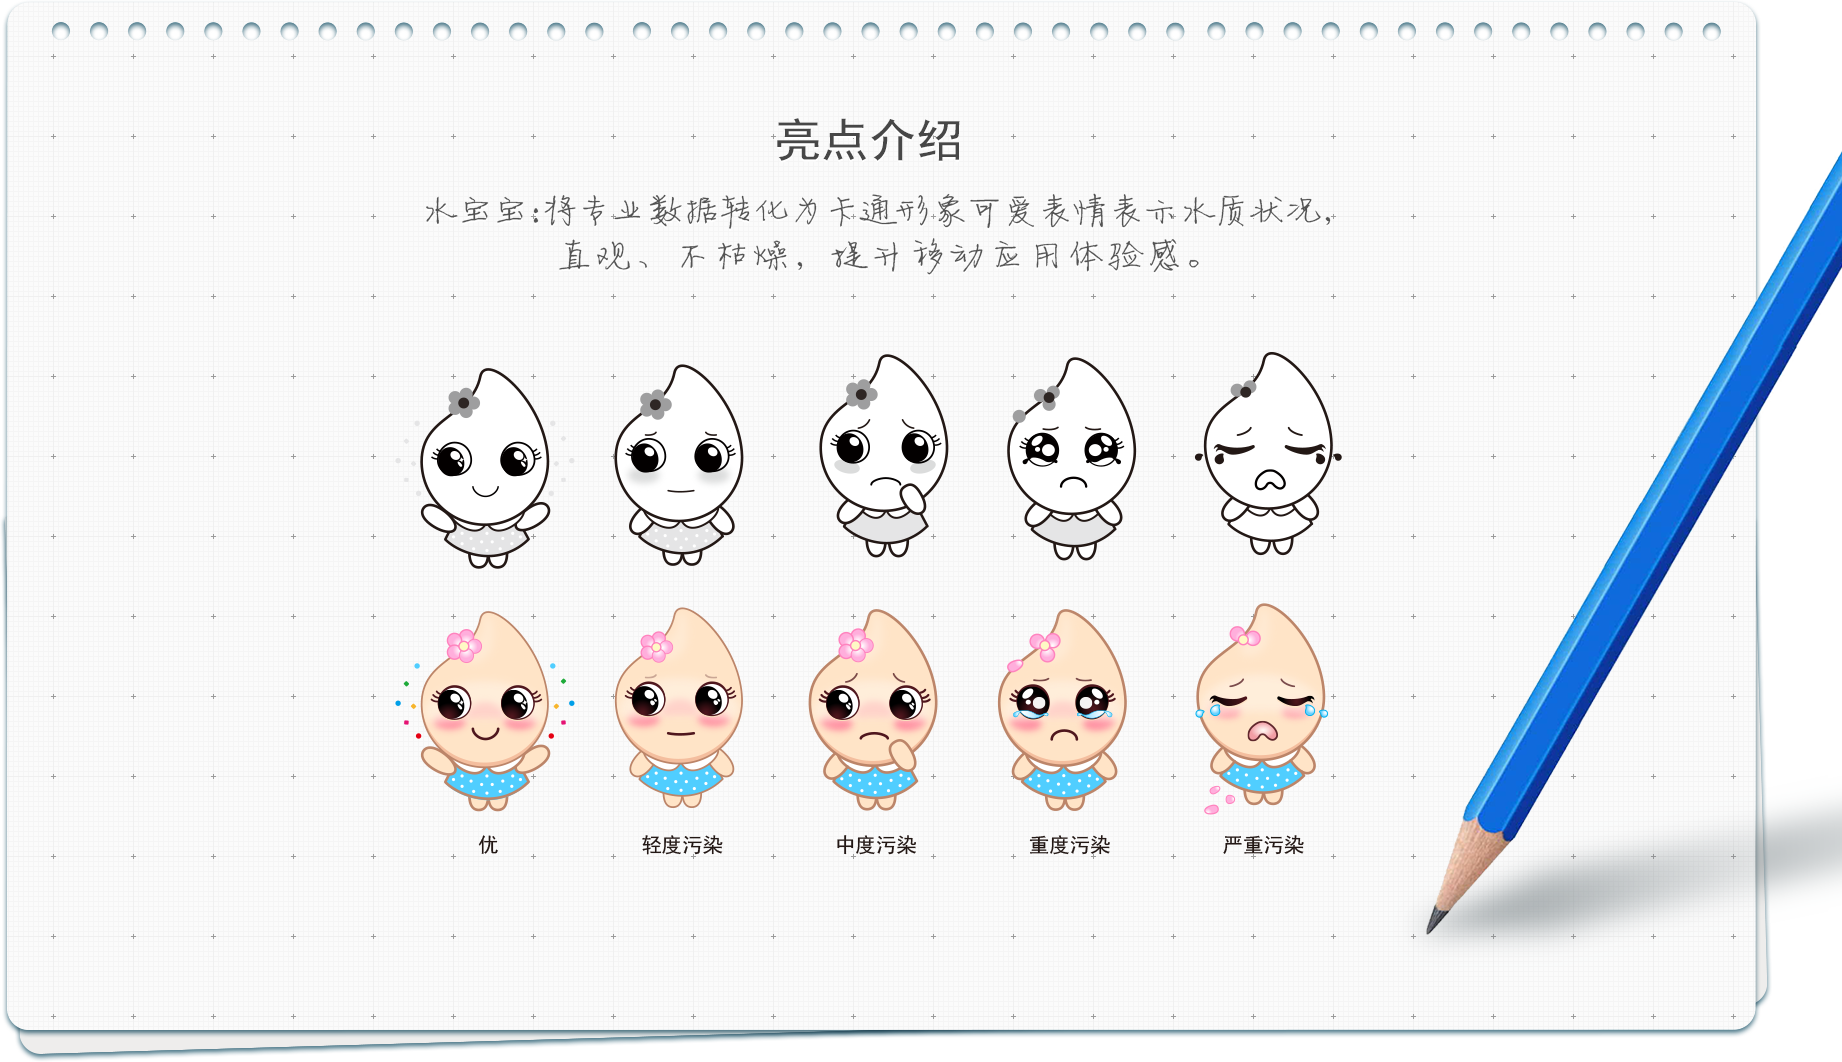 亮点介绍
水宝宝:将专业数据转化为卡通形象可爱表情表示水质状况,
直观、不枯燥，提升移动应用体验感。
优
轻度污染
中度污染
重度污染
严重污染